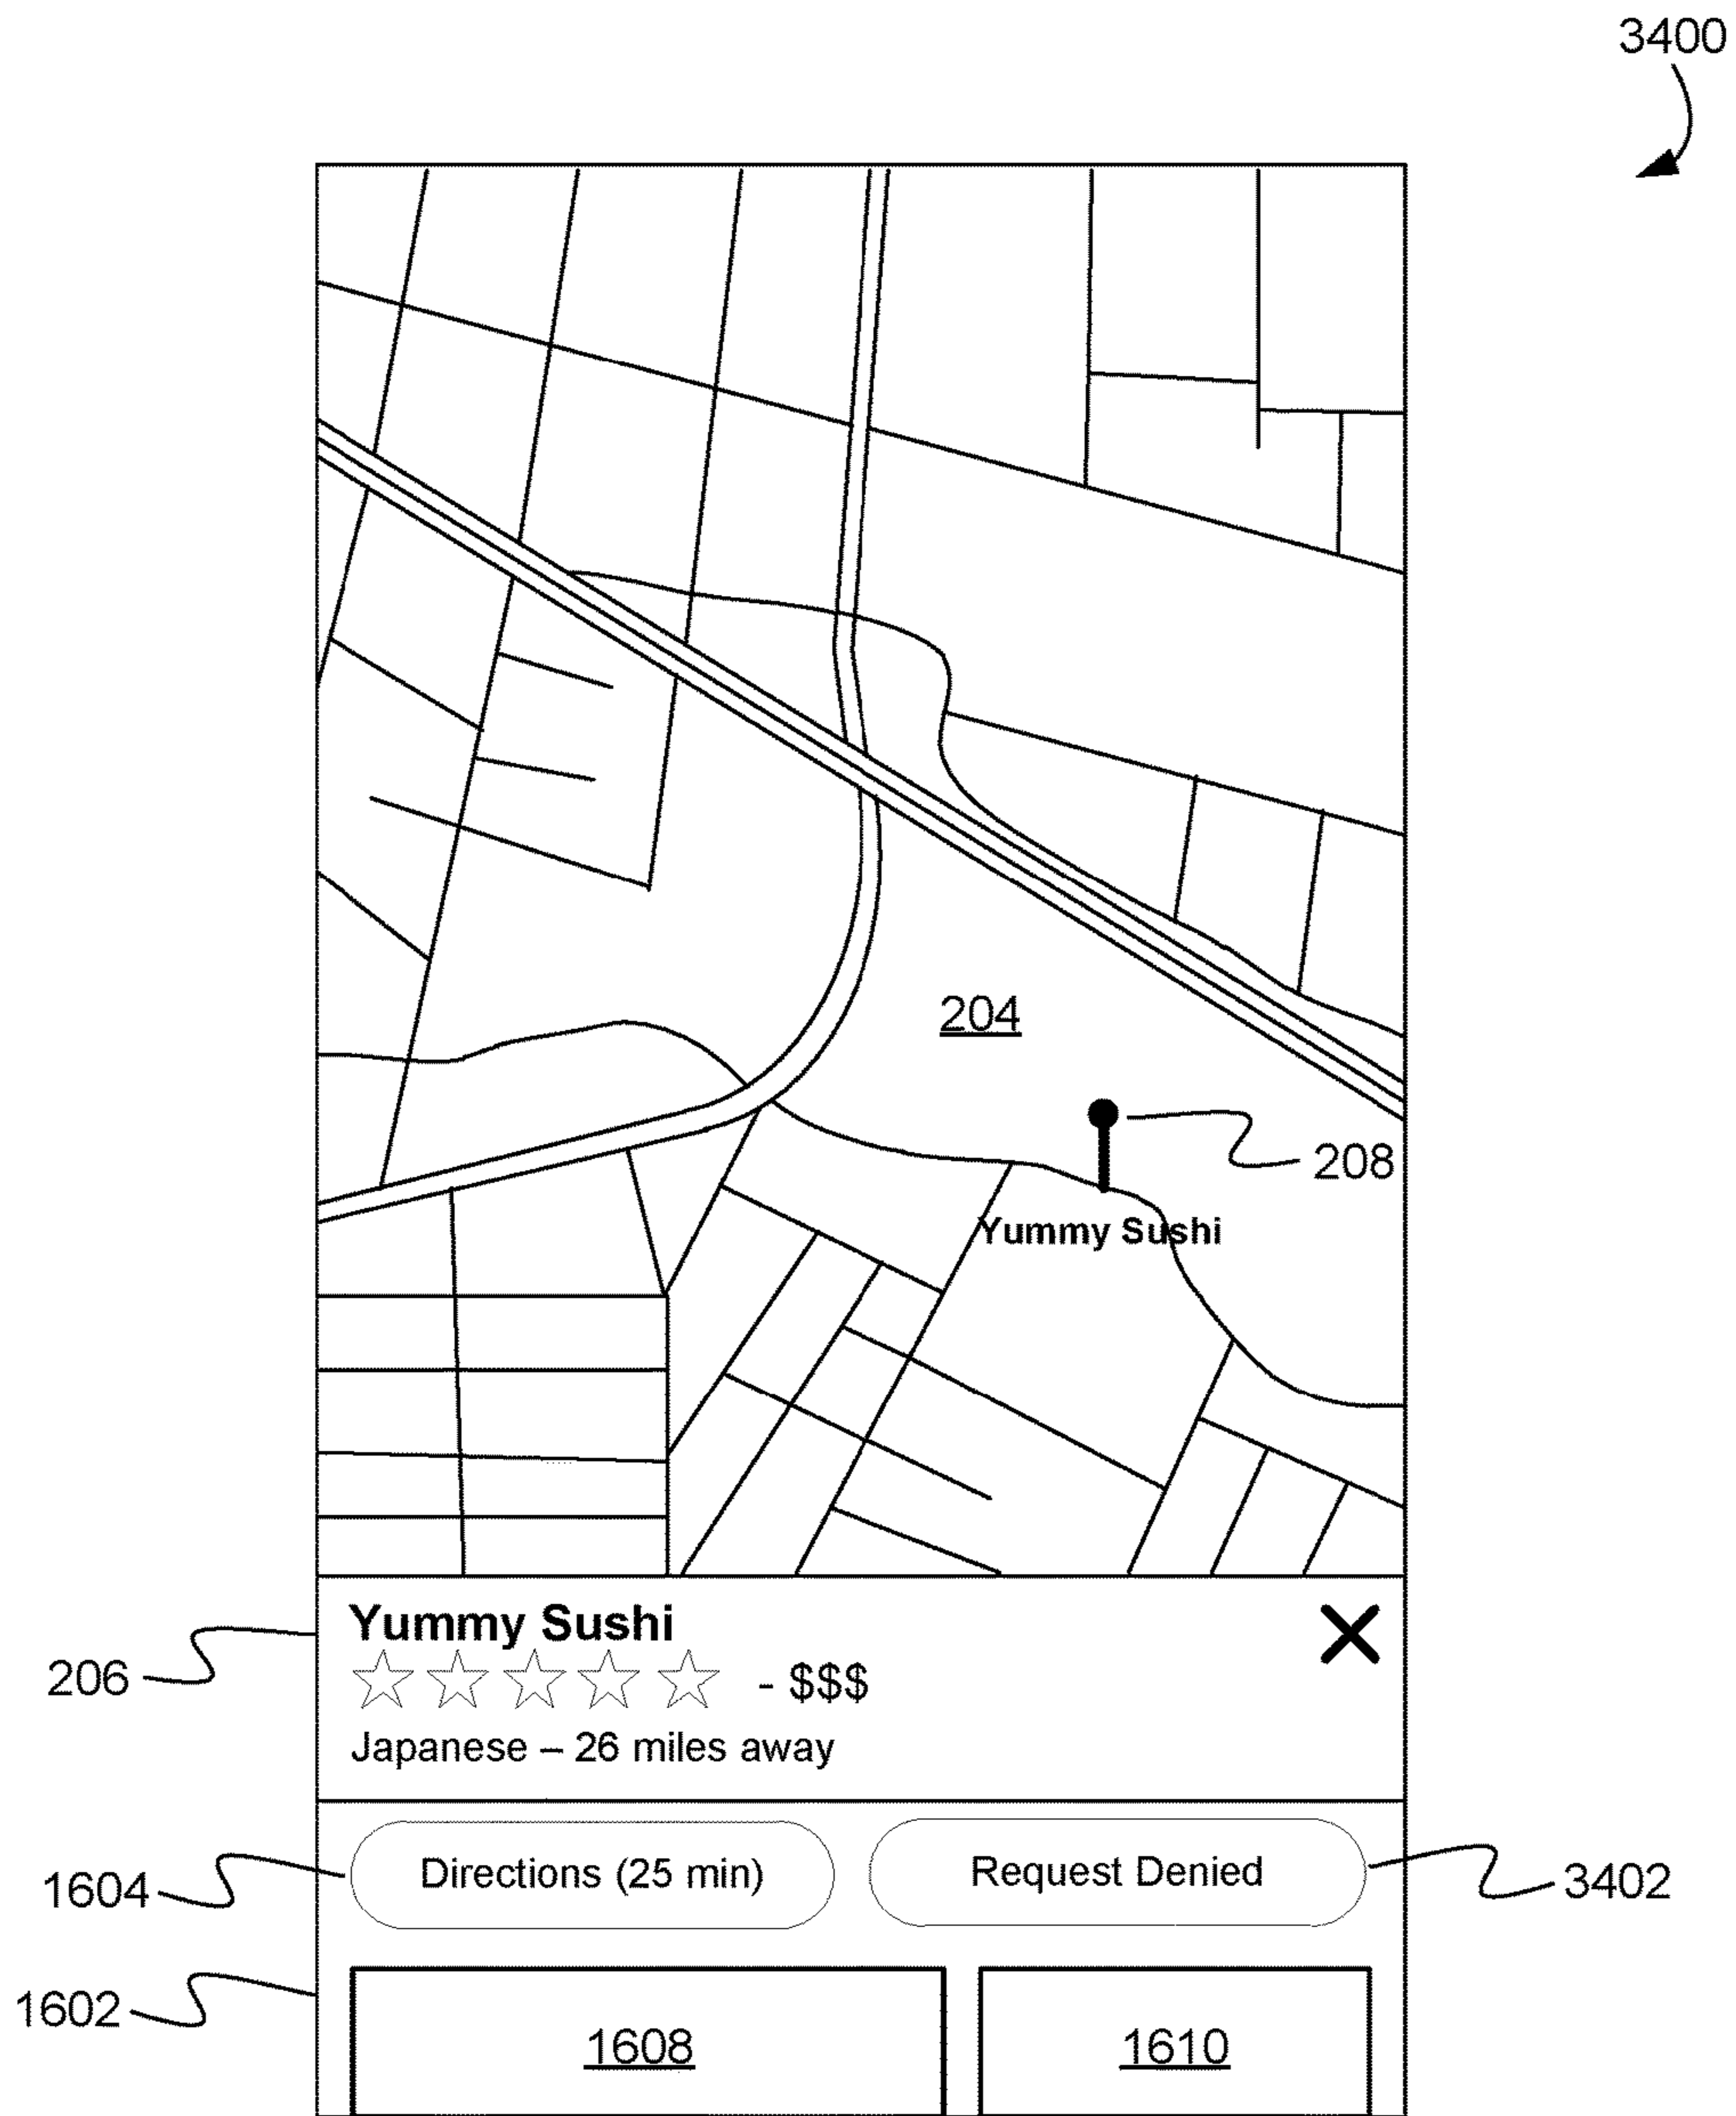 3400
204
208
Yummy Sushi
Yummy Sushi
206
- $$$
Japanese – 26 miles away
1604
Directions (25 min)
Request Denied
3402
1602
1608
1610